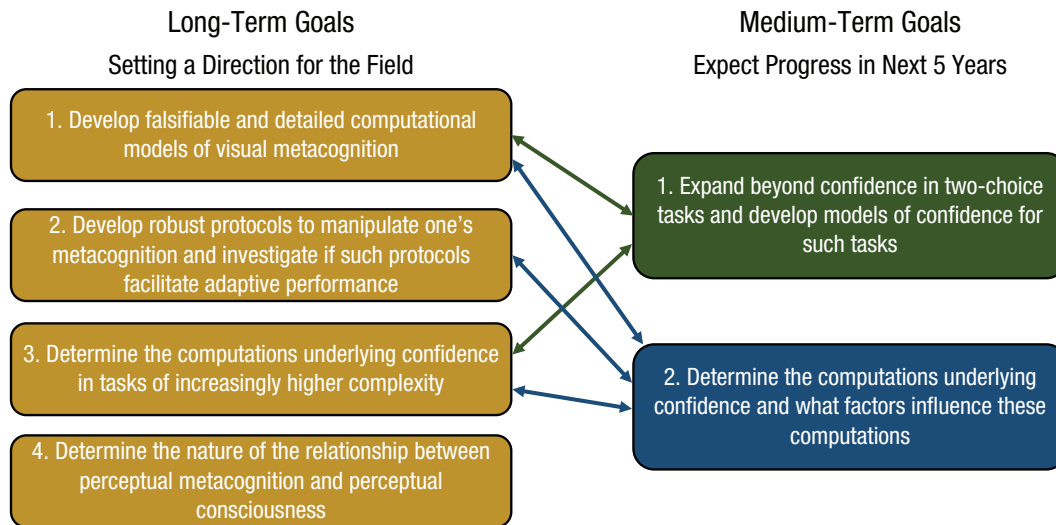 Long-Term Goals
Setting a Direction for the Field
1. Develop falsifiable and detailed computational
models of visual metacognition
2. Develop robust protocols to manipulate one’s
metacognition and investigate if such protocols
facilitate adaptive performance
3. Determine the computations underlying confidence
in tasks of increasingly higher complexity
4. Determine the nature of the relationship between
perceptual metacognition and perceptual
consciousness
Medium-Term Goals
Expect Progress in Next 5 Years
1. Expand beyond confidence in two-choice
tasks and develop models of confidence for
such tasks
2. Determine the computations underlying
confidence and what factors influence these
computations